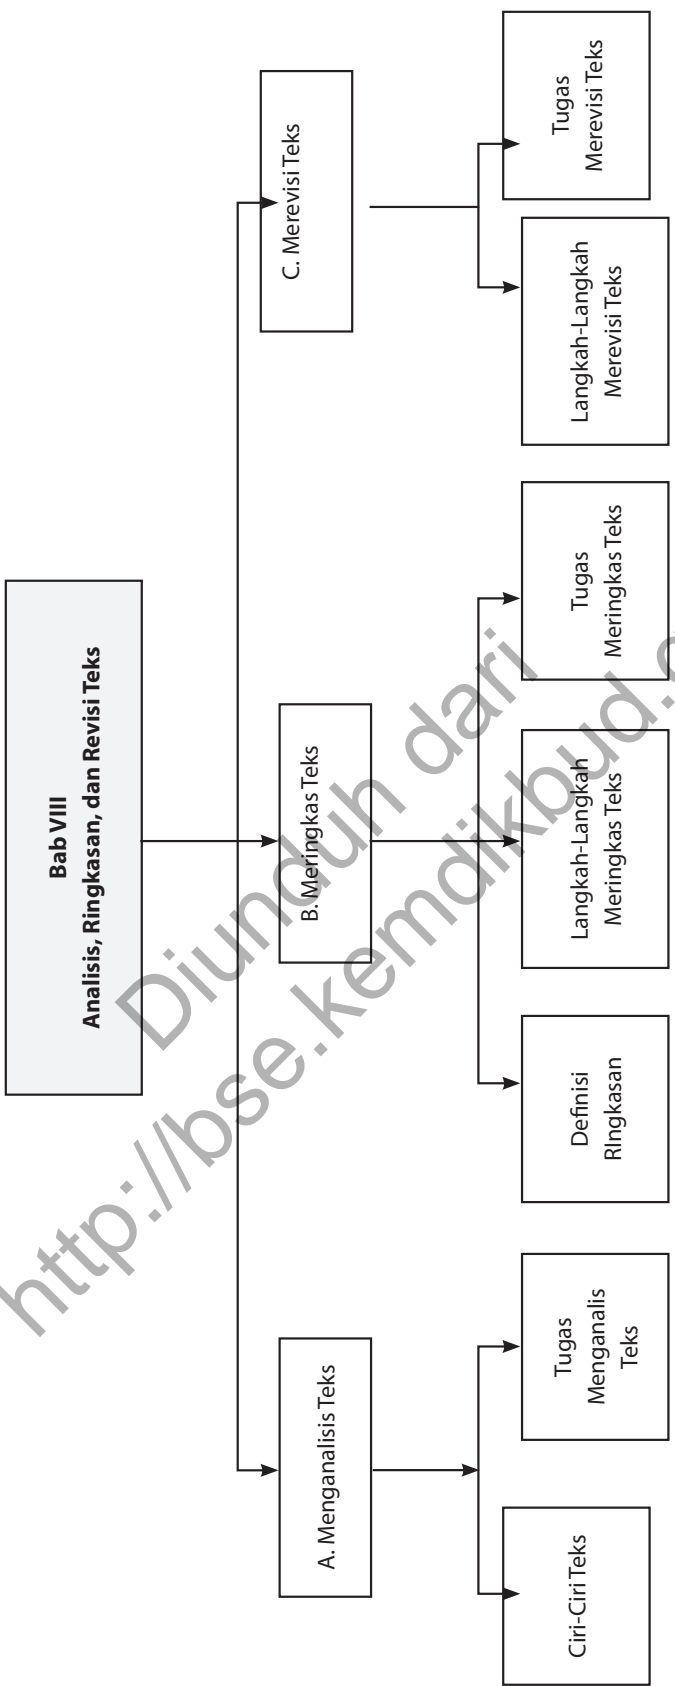 Bab VIII
Analisis, Ringkasan, dan Revisi Teks
A. Menganalisis Teks
B. Meringkas Teks
C. Merevisi Teks
Ciri-Ciri Teks
Tugas
Menganalis
Teks
Definisi
RIngkasan
Langkah-Langkah
Meringkas Teks
Tugas
Meringkas Teks
Langkah-Langkah
Merevisi Teks
Tugas
Merevisi Teks
Diunduh dari
http://bse.kemdikbud.g